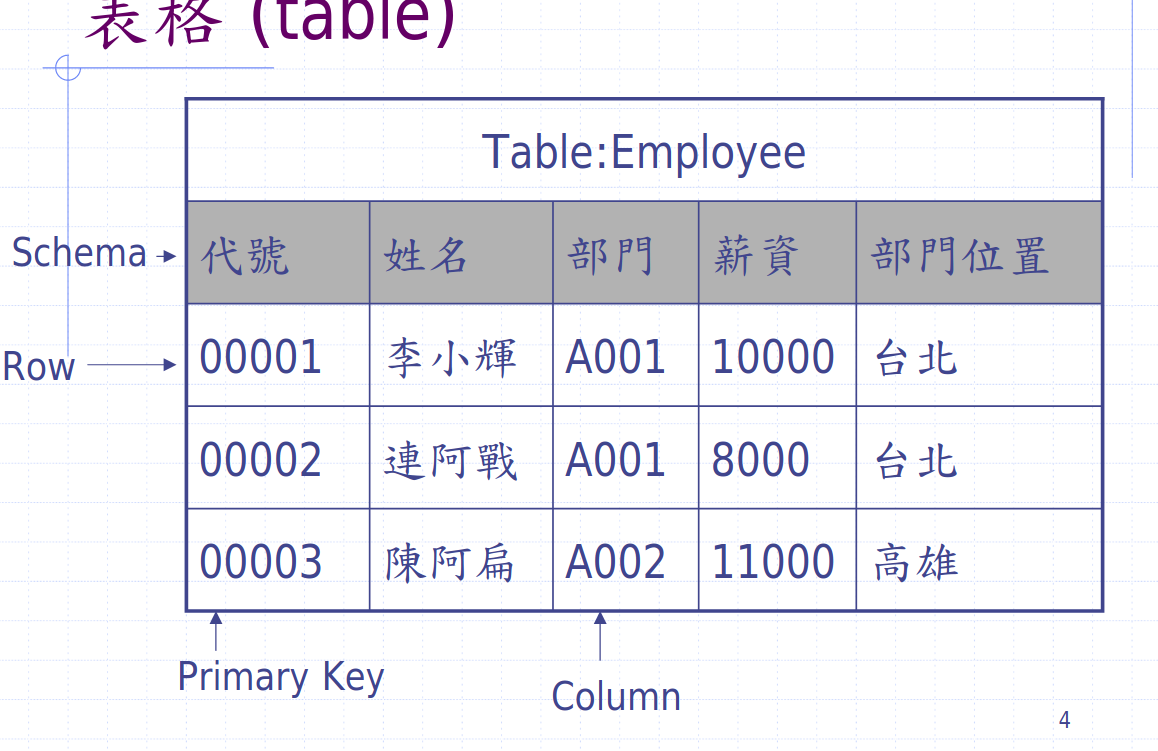 表格 (table)
Table:Employee
Schema 代號 姓名 部門 薪資 部門位置
Row 00001 李小輝 A001 10000 台北
00002 連阿戰 A001 8000 台北
00003 陳阿扁 A002 11000 高雄
Primary Key
Column
4